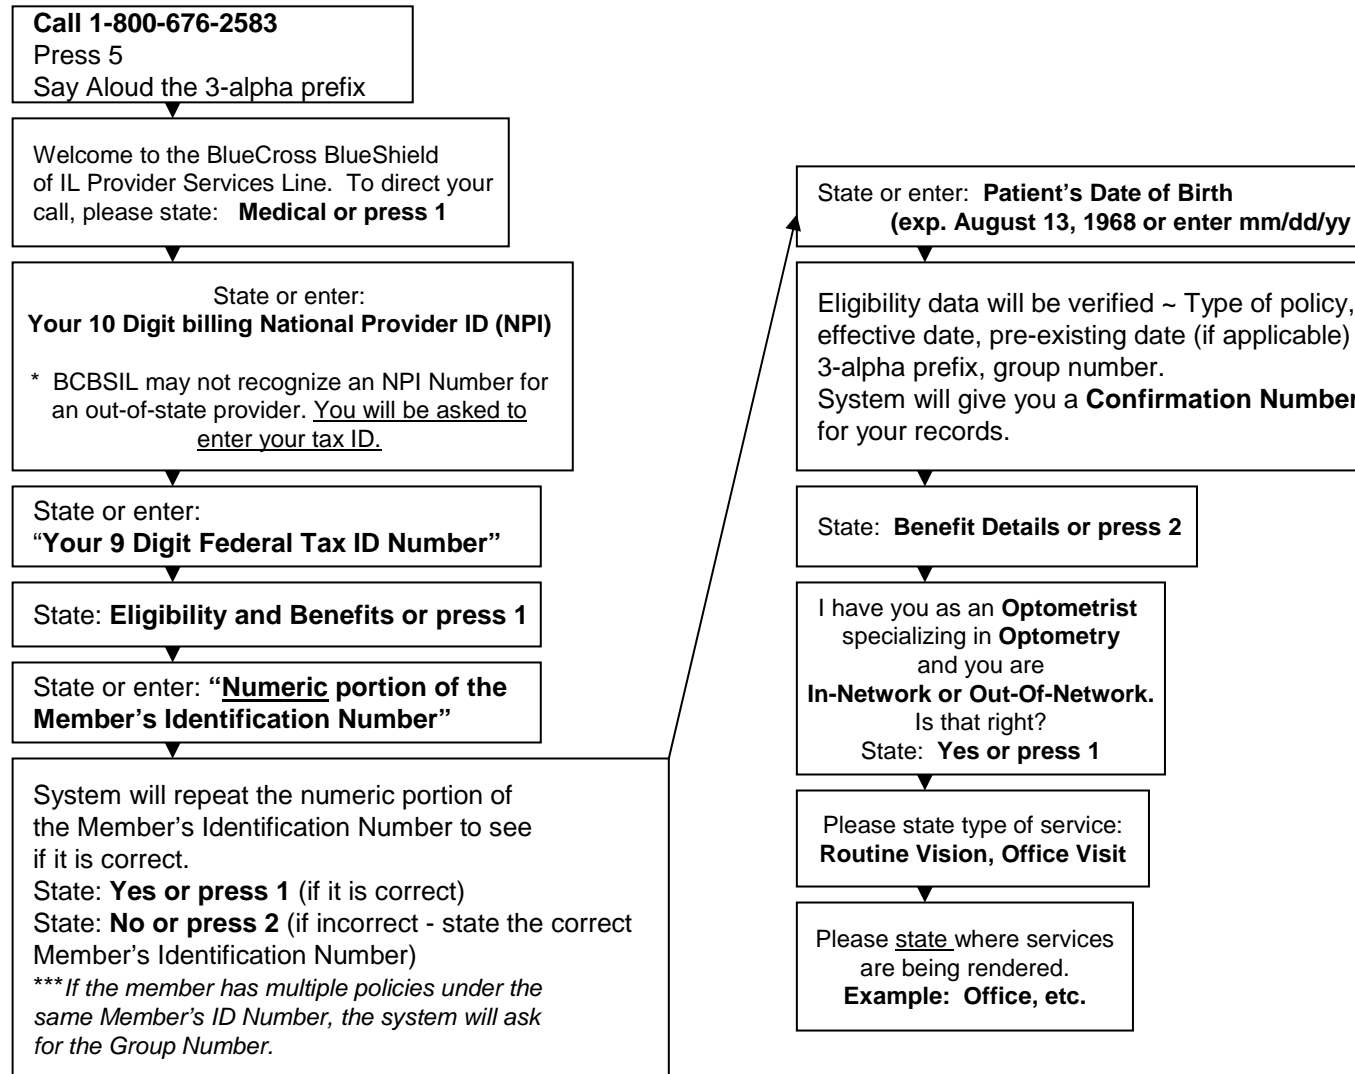 Call 1-800-676-2583
Press 5
Say Aloud the 3-alpha prefix
Welcome to the BlueCross BlueShield
of IL Provider Services Line. To direct your
call, please state: Medical or press 1
State or enter:
Your 10 Digit billing National Provider ID (NPI)
* BCBSIL may not recognize an NPI Number for
an out-of-state provider. You will be asked to
enter your tax ID.
State or enter:
“Your 9 Digit Federal Tax ID Number”
State: Eligibility and Benefits or press 1
State or enter: “Numeric portion of the
Member’s Identification Number”
System will repeat the numeric portion of
the Member’s Identification Number to see
if it is correct.
State: Yes or press 1 (if it is correct)
State: No or press 2 (if incorrect - state the correct
Member’s Identification Number)
***If the member has multiple policies under the
same Member’s ID Number, the system will ask
for the Group Number.
State or enter: Patient’s Date of Birth
(exp. August 13, 1968 or enter mm/dd/yy
Eligibility data will be verified ~ Type of policy,
effective date, pre-existing date (if applicable)
3-alpha prefix, group number.
System will give you a Confirmation Number
for your records.
State: Benefit Details or press 2
I have you as an Optometrist
specializing in Optometry
and you are
In-Network or Out-Of-Network.
Is that right?
State: Yes or press 1
Please state type of service:
Routine Vision, Office Visit
Please state where services
are being rendered.
Example: Office, etc.